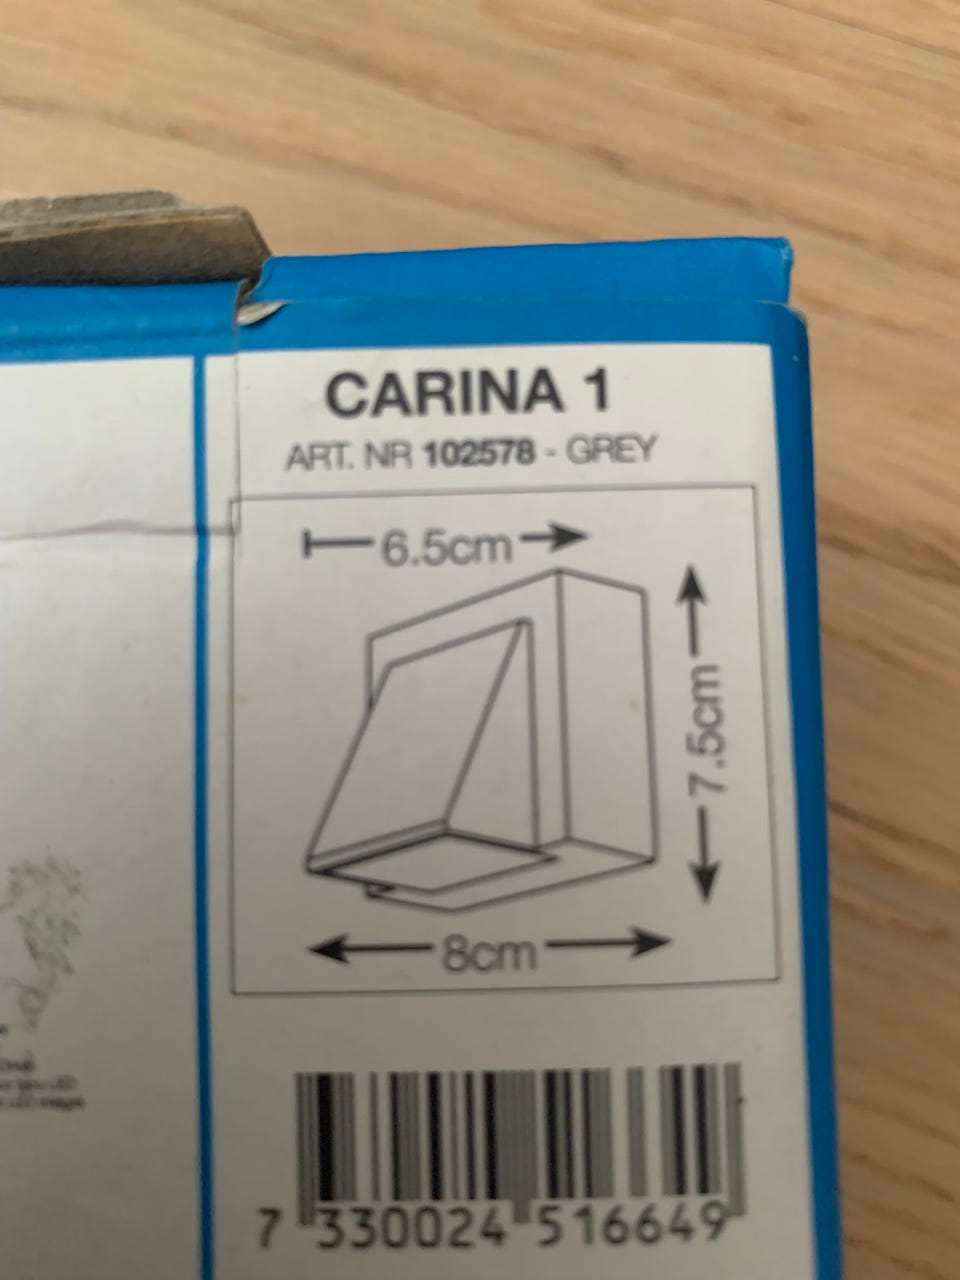 CARINA 1
ART. NR 102578 - GREY
6.5cm
7.5cm
8cm
7 330024 516649